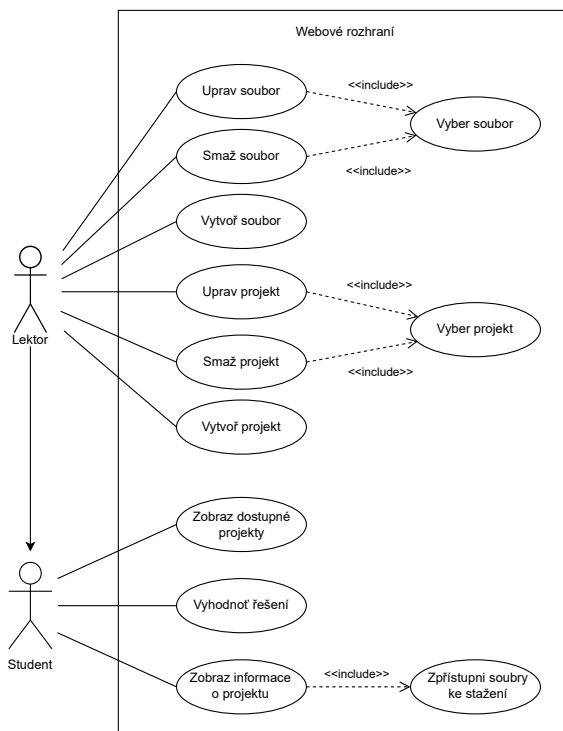 Webové rozhraní
Uprav soubor
<<include>>
Vyber soubor
Smaž soubor
<<include>>
Vytvoř soubor
Lektor
Uprav projekt
<<include>>
Vyber projekt
Smaž projekt
<<include>>
Vytvoř projekt
Zobraz dostupné
projekty
Vyhodnoť řešení
Student
Zobraz informace
o projektu
<<include>>
Zpřístupni soubry
ke stažení